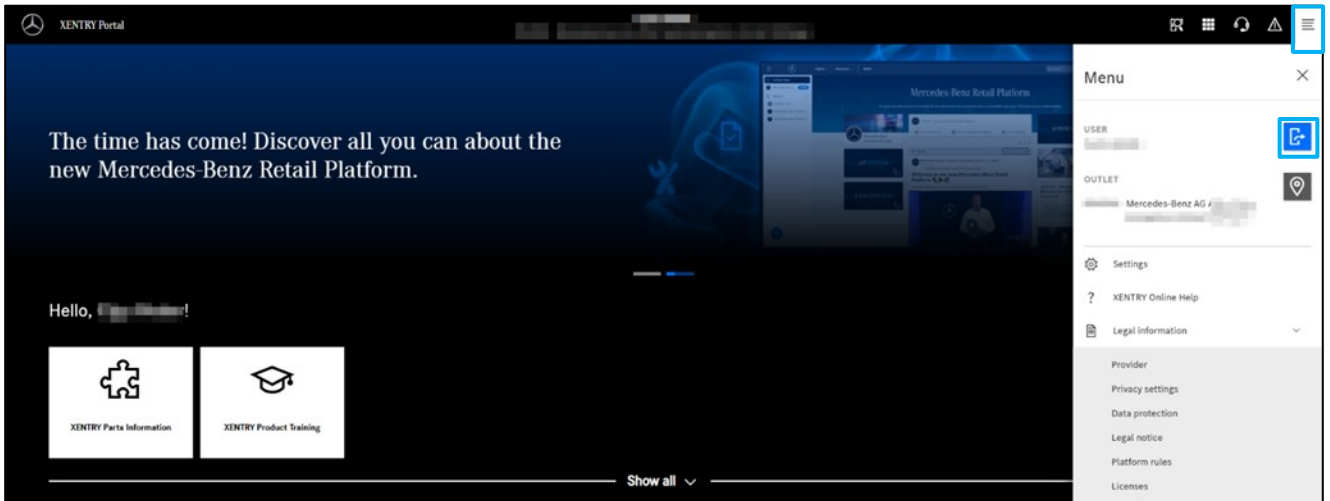 XENTRY Portal
Mercedes-Benz Retail Platform
The time has come! Discover all you can about the
new Mercedes-Benz Retail Platform.
Hello, !
XENTRY Parts Information
XENTRY Product Training
Show all
Menu
USER
OUTLET
Mercedes-Benz AG
Settings
? XENTRY Online Help
Legal information
Provider
Privacy settings
Data protection
Legal notice
Platform rules
Licenses